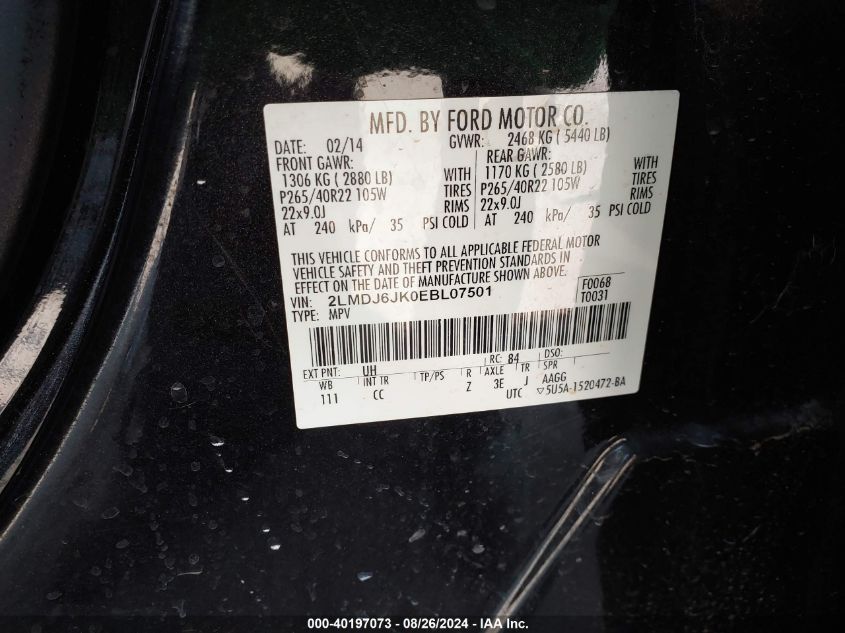 MFD. BY FORD MOTOR CO.
DATE: 02/14 GVWR: 2468 KG ( 5440 LB)
FRONT GAWR: REAR GAWR:
1306 KG ( 2880 LB) WITH 1170 KG ( 2580 LB) WITH
P265/40R22 105W TIRES P265/40R22 105W TIRES
22x9.0J RIMS 22x9.0J RIMS
AT 240 kPa/ 35 PSI COLD AT 240 kPa/ 35 PSI COLD
THIS VEHICLE CONFORMS TO ALL APPLICABLE FEDERAL MOTOR
VEHICLE SAFETY AND THEFT PREVENTION STANDARDS IN
EFFECT ON THE DATE OF MANUFACTURE SHOWN ABOVE.
VIN: 2LMDJ6JK0EBL07501 F0068
TYPE: MPV T0031
EXT PNT: UH RC: 84 DSO:
WB INT TR TP/PS R AXLE TR SPR
111 CC Z 3E J AAGG
UTC ▽5U5A-1520472-BA
000-40197073 - 08/26/2024 - IAA Inc.